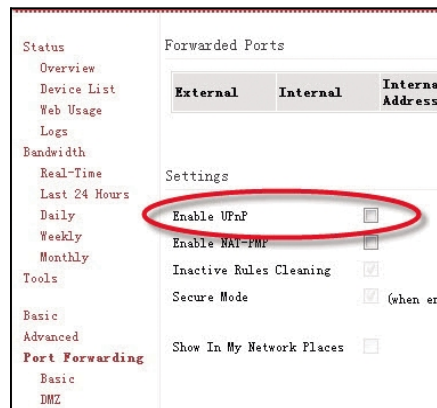 Status
Overview
Device List
Web Usage
Logs
Bandwidth
Real-Time
Last 24 Hours
Daily
Weekly
Monthly
Tools
Basic
Advanced
Port Forwarding
Basic
DMZ
Forwarded Ports
External Internal Interna
Address
Settings
Enable UPnP
Enable NAT-PMP
Inactive Rules Cleaning
Secure Mode (when en
Show In My Network Places